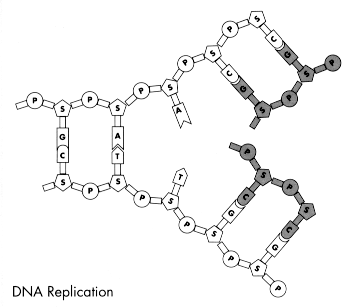 S
P
C
S G
P P
C S
P S G
P P P
S S A S
G A
C T P
S S T S
P P P
P S C
G S
P C
S G
P S
P
DNA Replication